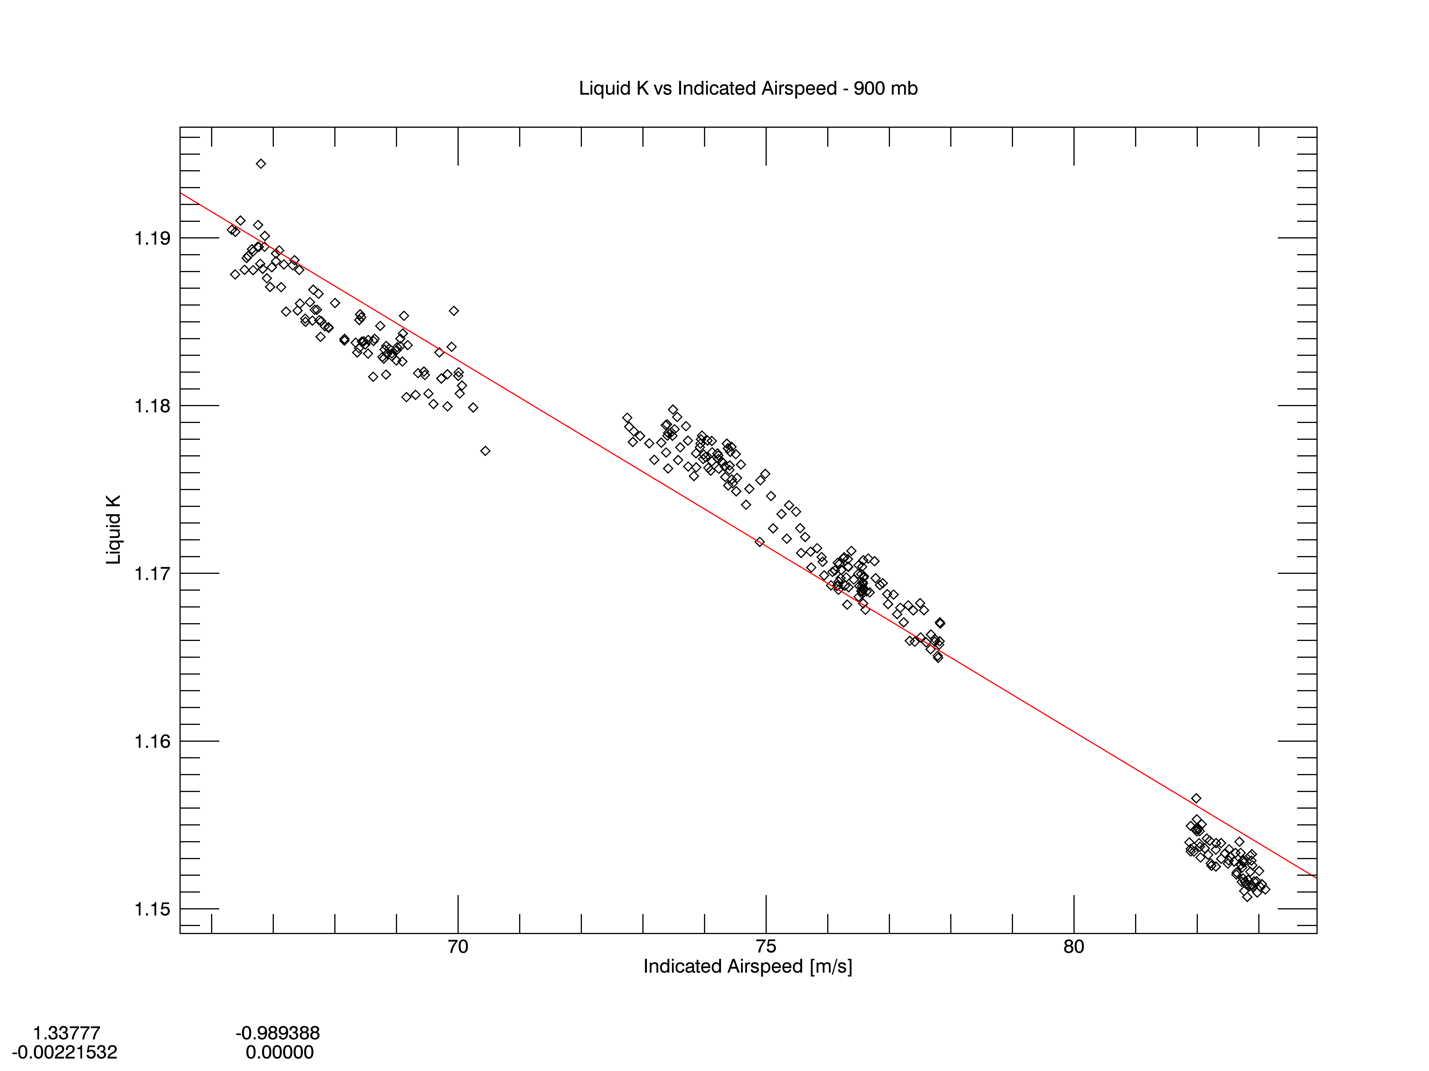 Liquid K vs Indicated Airspeed - 900 mb
1.19
1.18
1.17
1.16
1.15
Liquid K
70 75 80
Indicated Airspeed [m/s]
1.33777 -0.989388
-0.00221532 0.00000